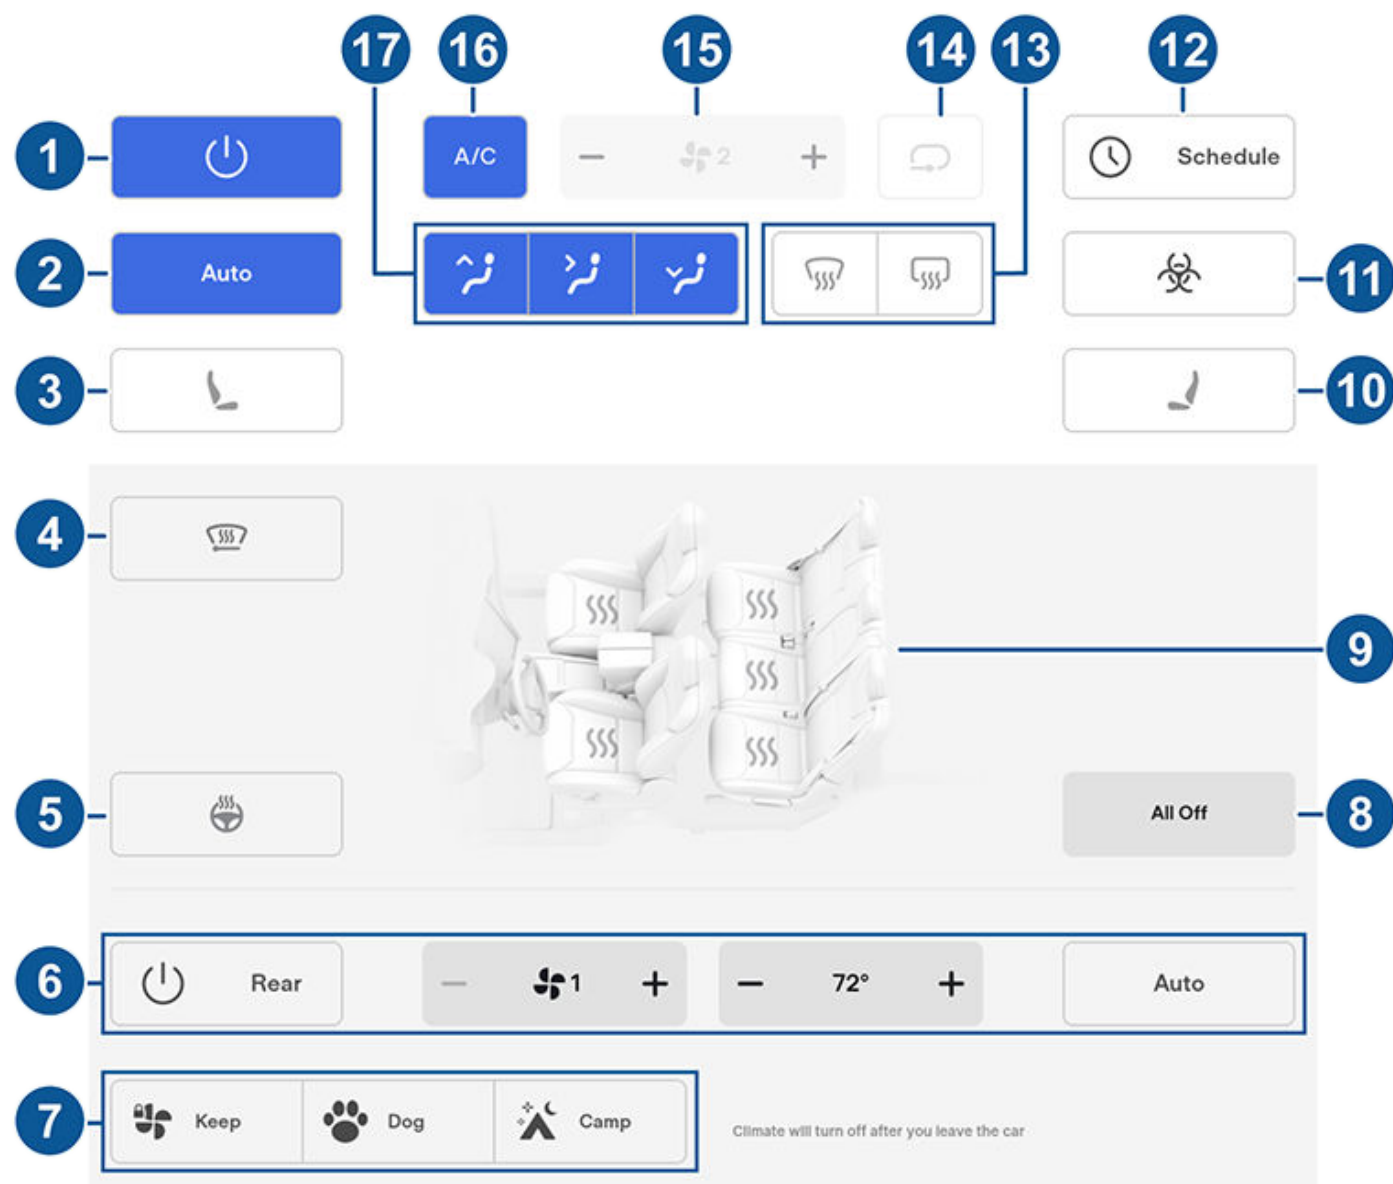 17 16 15 14 13 12
1 A/C 2 Schedule
2 Auto 11
3 10
4
9
5 All Off 8
6 Rear 1 72° Auto
7 Keep Dog Camp Climate will turn off after you leave the car